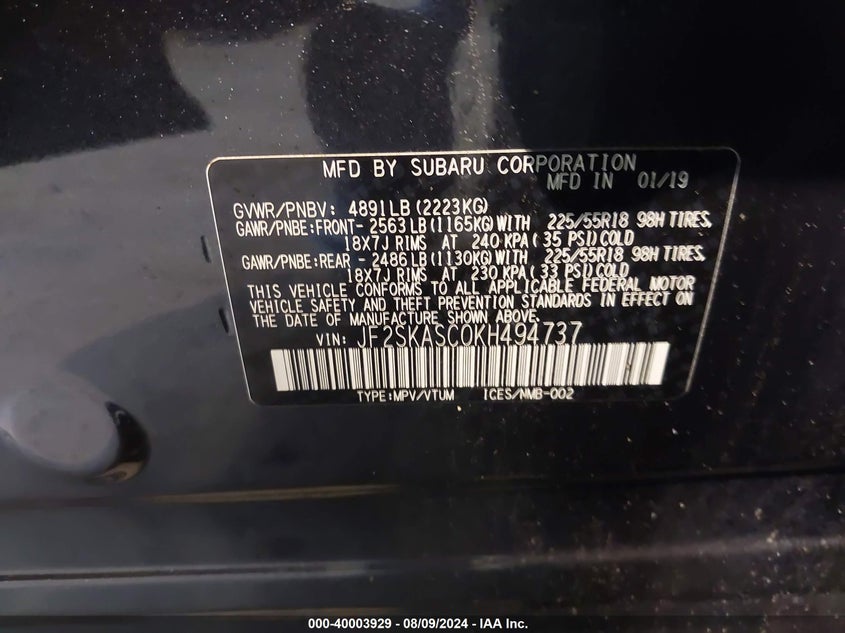 MFD BY SUBARU CORPORATION
MFD IN 01/19
GVWR/PNBV: 4891LB(2223KG)
GAWR/PNBE:FRONT- 2563LB(1165KG)WITH 225/55R18 98H TIRES,
18X7J RIMS AT 240 KPA(35 PSI)COLD
GAWR/PNBE:REAR - 2486LB(1130KG)WITH 225/55R18 98H TIRES,
18X7J RIMS AT 230 KPA(33 PSI)COLD
THIS VEHICLE CONFORMS TO ALL APPLICABLE FEDERAL MOTOR
VEHICLE SAFETY AND THEFT PREVENTION STANDARDS IN EFFECT ON
THE DATE OF MANUFACTURE SHOWN ABOVE.
VIN: JF2SKASC0KH494737
TYPE:MPV/VTUM ICES/NMB-002
000-40003929 - 08/09/2024 - IAA Inc.